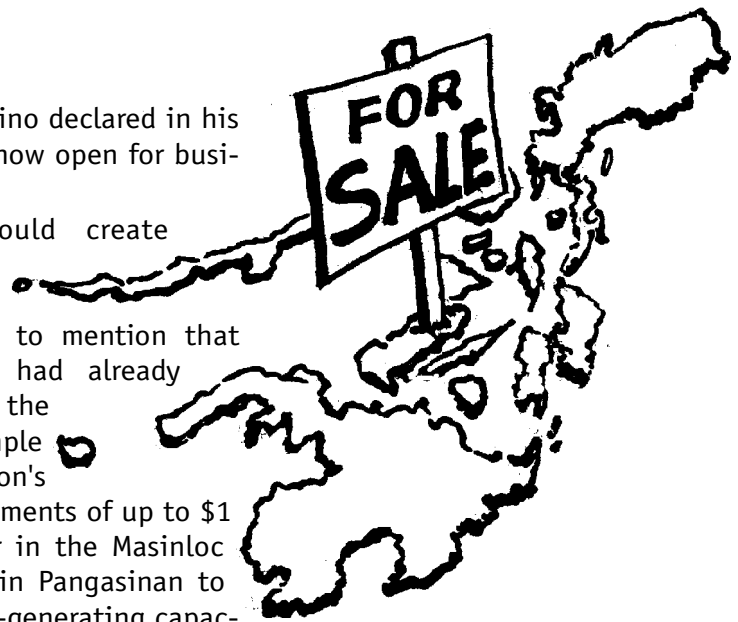 FOR
SALE
ino declared in his
now open for busi-
ould create
to mention that
had already
the
ple
on's
ments of up to $1
r in the Masinloc
in Pangasinan to
-generating capac-